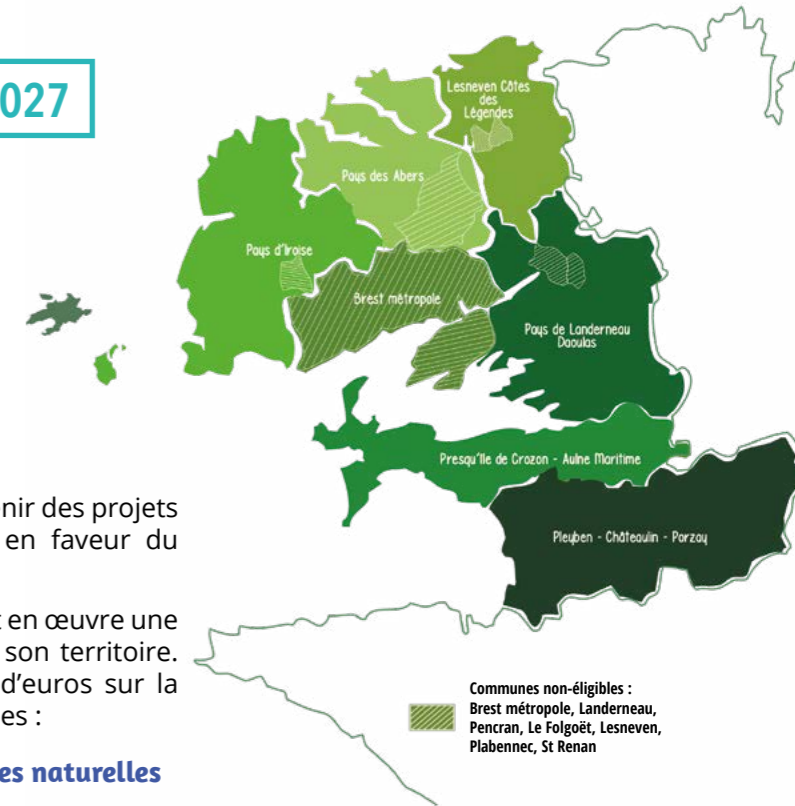 027
Lesneven Côtes
des
Légendes
Pays des Abers
Pays d'Iroise
Brest métropole
Pays de Landerneau
Daoulas
Presqu'île de Crozon - Aulne Maritime
Pleyben - Châteaulin - Porzay
enir des projets
en faveur du
t en œuvre une
son territoire.
d'euros sur la
es :
es naturelles
Communes non-éligibles :
Brest métropole, Landerneau,
Pencran, Le Folgoët, Lesneven,
Plabennec, St Renan